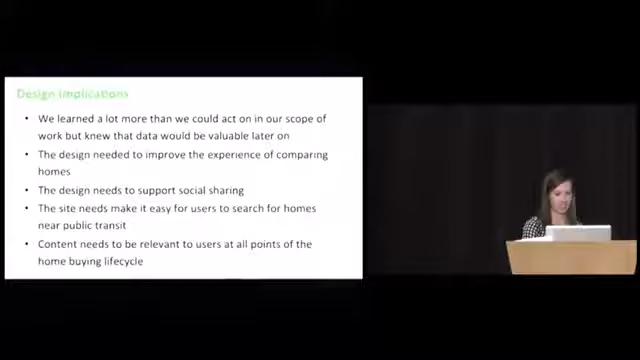 Design Implications
• We learned a lot more than we could act on in our scope of
work but knew that data would be valuable later on
• The design needed to improve the experience of comparing
homes
• The design needs to support social sharing
• The site needs make it easy for users to search for homes
near public transit
• Content needs to be relevant to users at all points of the
home buying lifecycle